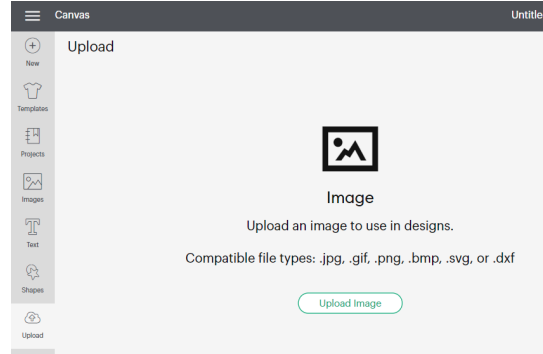 Canvas
Untitle
New
Templates
Projects
Images
Text
Shapes
Upload
Upload
Image
Upload an image to use in designs.
Compatible file types: .jpg, .gif, .png, .bmp, .svg, or .dxf
Upload Image